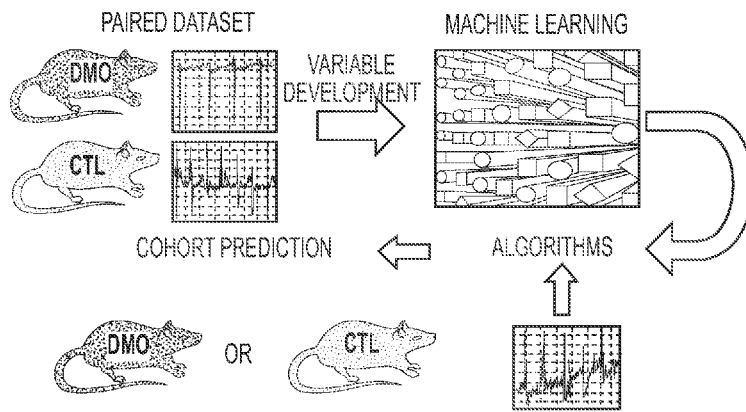 PAIRED DATASET
MACHINE LEARNING
DMO
VARIABLE
DEVELOPMENT
CTL
COHORT PREDICTION
ALGORITHMS
DMO
OR
CTL